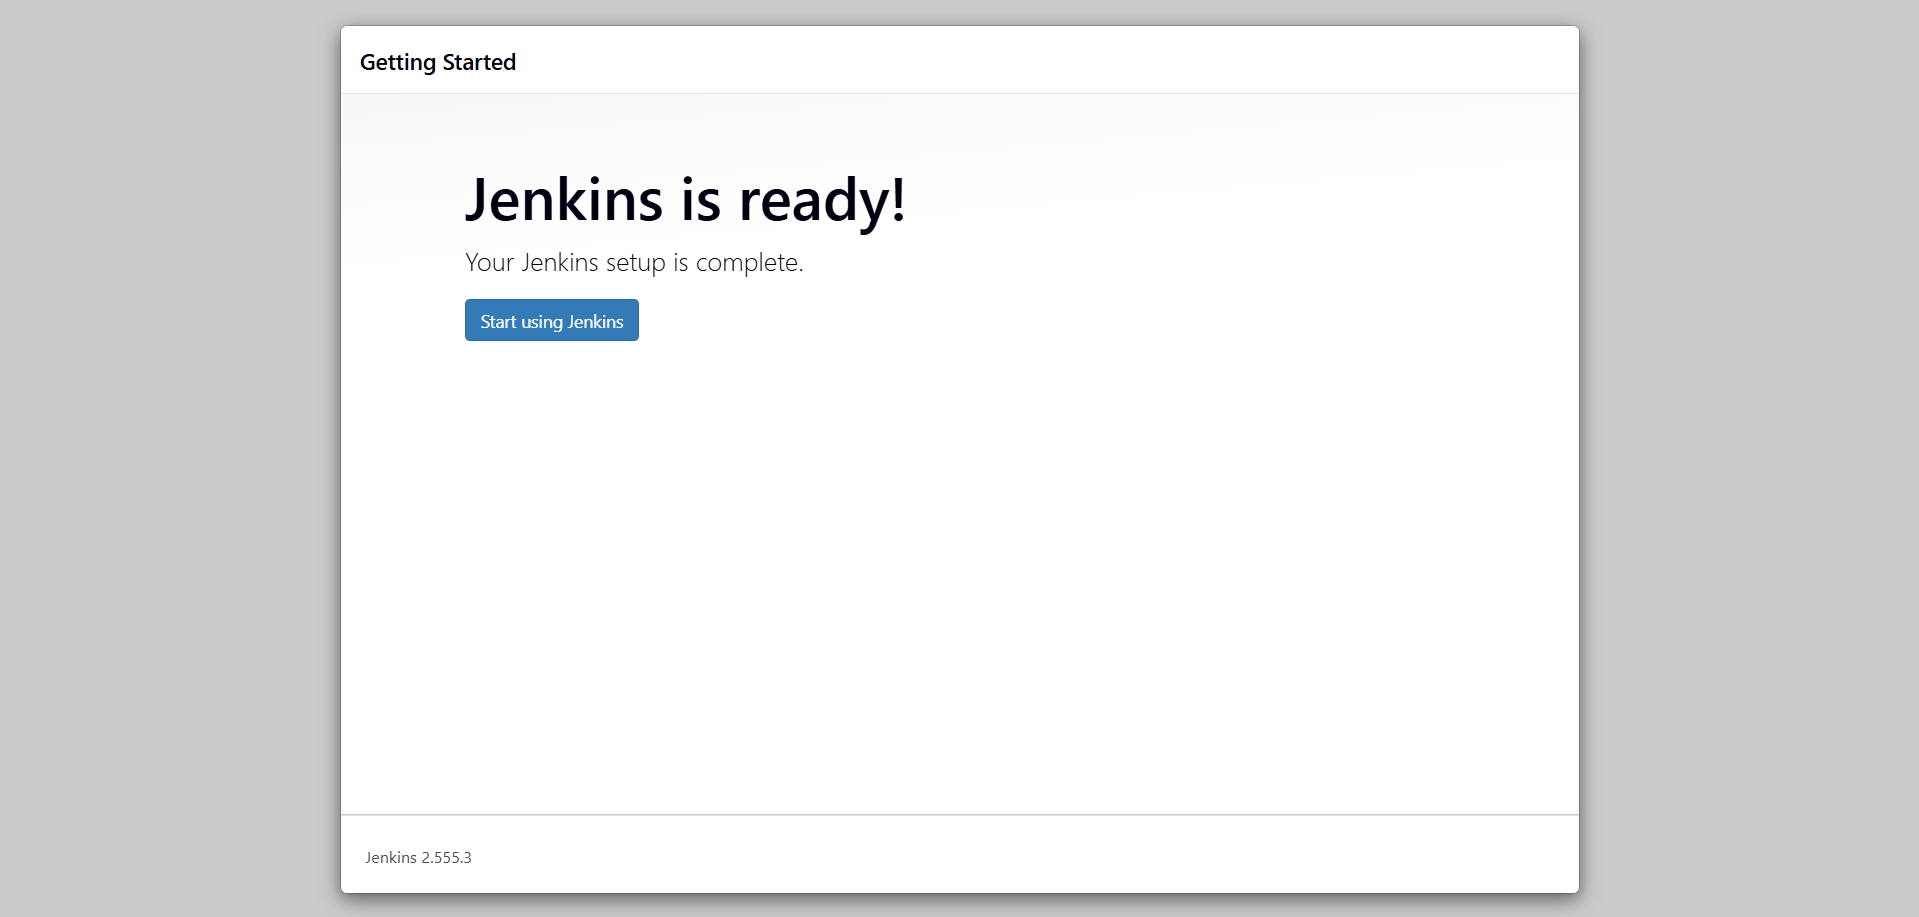 Getting Started
Jenkins is ready!
Your Jenkins setup is complete.
Start using Jenkins
Jenkins 2.555.3